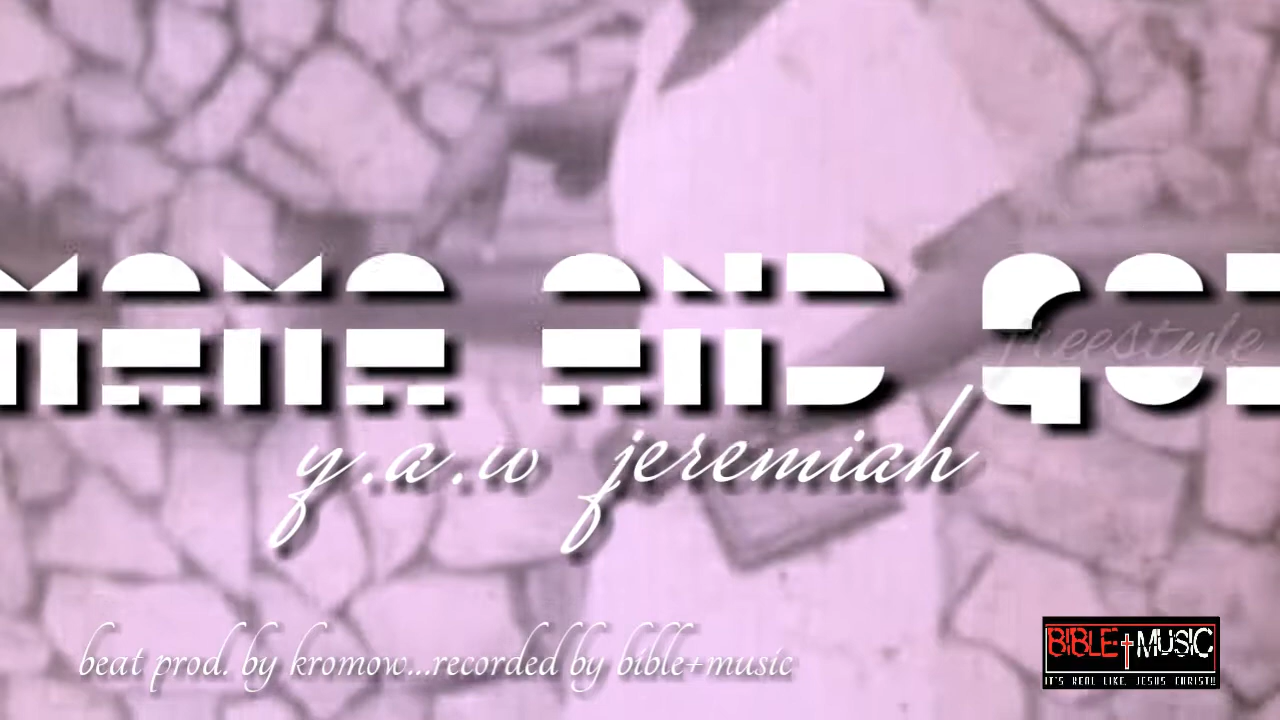 MAMA AND GOD
freestyle
y.a.w jeremiah
beat prod. by kromow...recorded by bible+music
BIBLE+MUSIC
IT'S REAL LIKE JESUS CHRIST!!